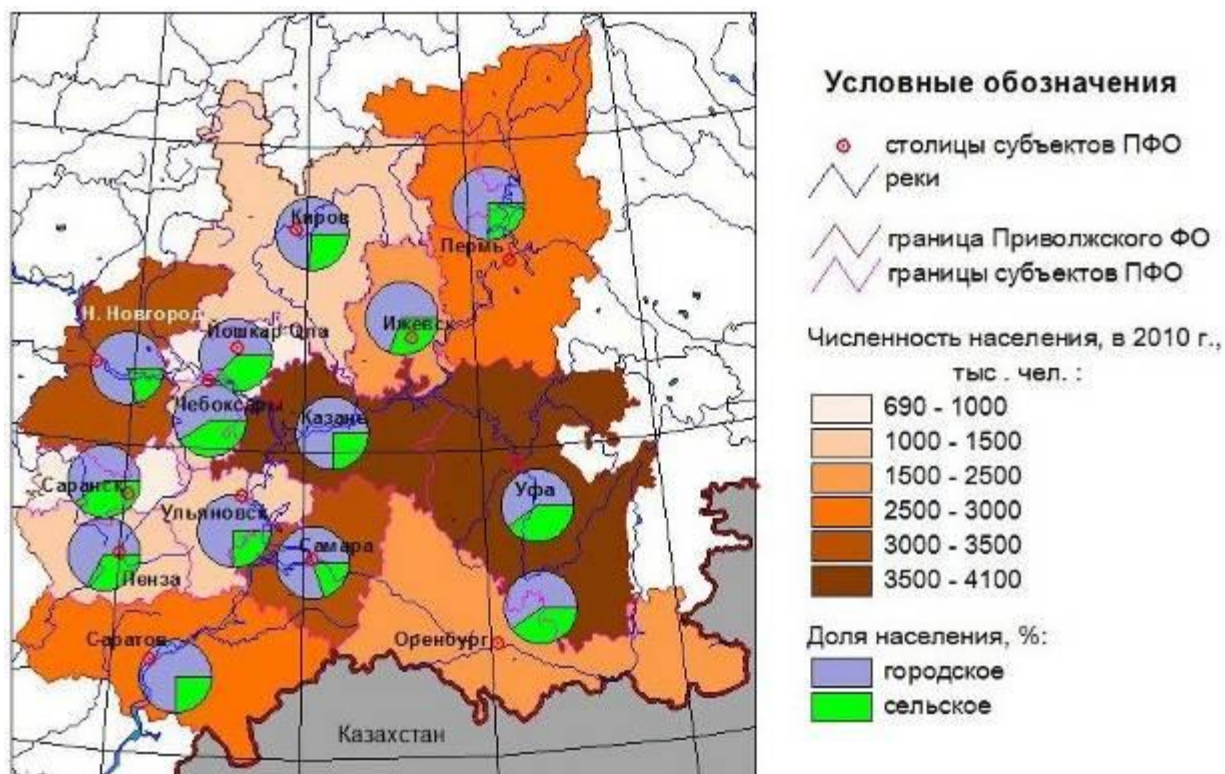 Киров
Пермь
Н. Новгород
Йошкар Ола
Ижевск
Чебоксары
Казань
Саранск
Ульяновск
Уфа
Самара
Пенза
Саратов
Оренбург
Казахстан
Условные обозначения
столицы субъектов ПФО
реки
граница Приволжского ФО
границы субъектов ПФО
Численность населения, в 2010 г.,
тыс . чел. :
690 - 1000
1000 - 1500
1500 - 2500
2500 - 3000
3000 - 3500
3500 - 4100
Доля населения, %:
городское
сельское